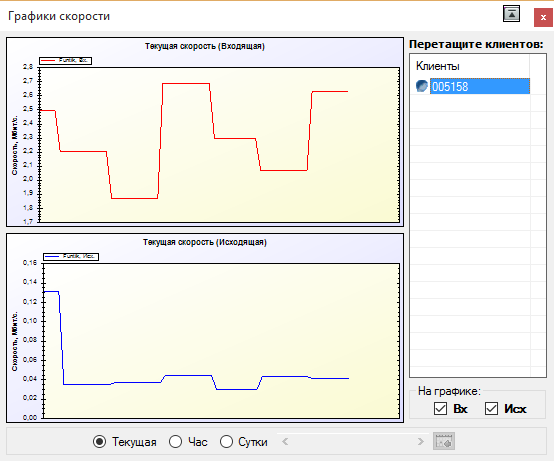 Графики скорости
Текущая скорость (Входящая)
Funtik, Вх.
Скорость, Мбит/с.
2,8
2,7
2,6
2,5
2,4
2,3
2,2
2,1
2,0
1,9
1,8
1,7
Текущая скорость (Исходящая)
Funtik, Исх.
Скорость, Мбит/с.
0,16
0,14
0,12
0,10
0,08
0,06
0,04
0,02
0,00
Перетащите клиентов:
Клиенты
005158
На графике:
Вх Исх
Текущая Час Сутки